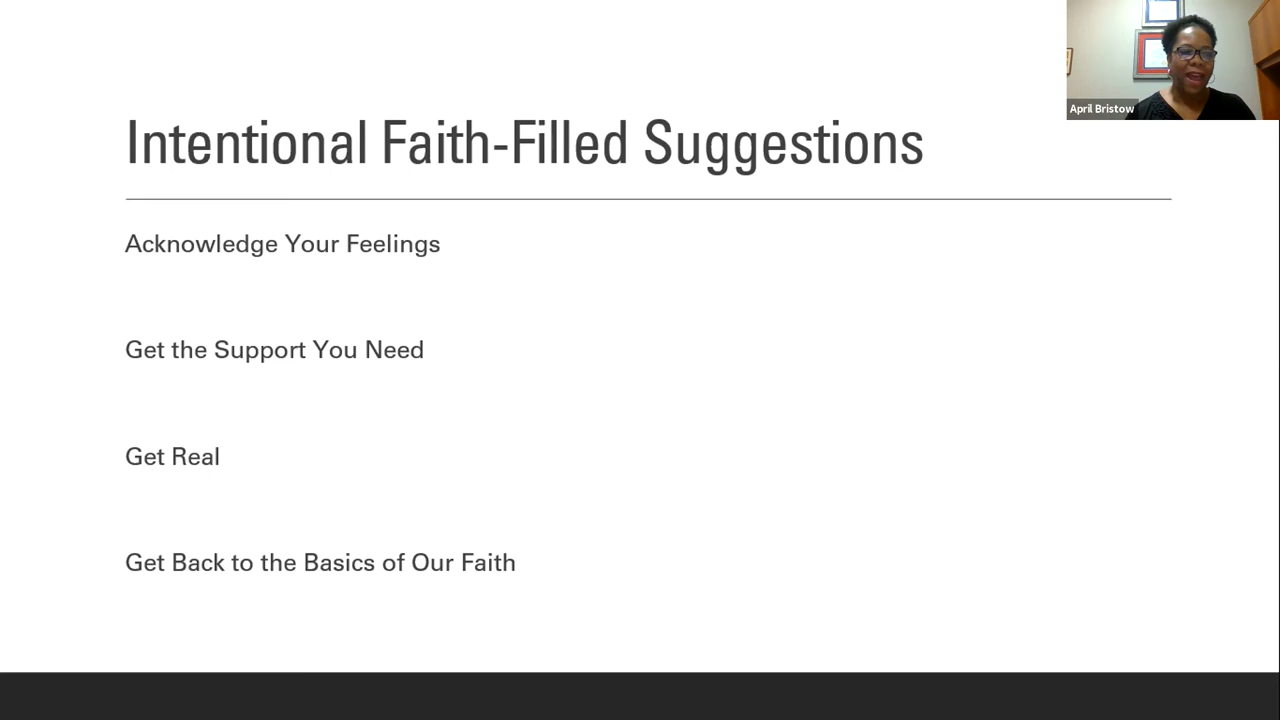 Intentional Faith-Filled Suggestions
April Bristow
Acknowledge Your Feelings
Get the Support You Need
Get Real
Get Back to the Basics of Our Faith